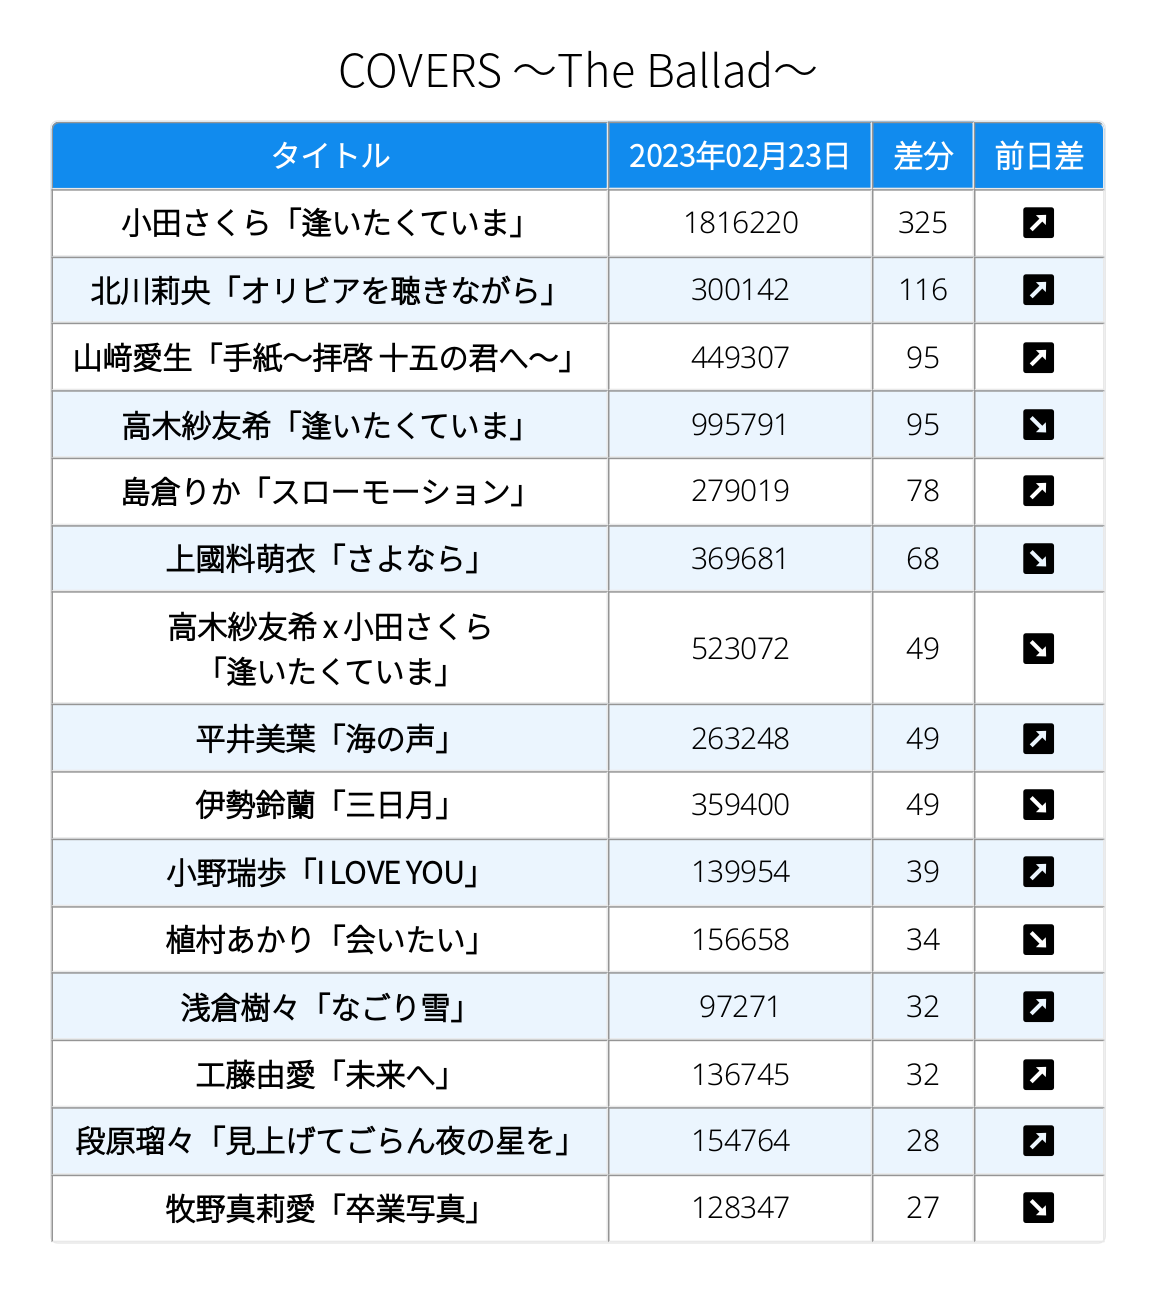 COVERS ～The Ballad～
タイトル 2023年02月23日 差分 前日差
小田さくら「逢いたくていま」 1816220 325 ↗
北川莉央「オリビアを聴きながら」 300142 116 ↗
山﨑愛生「手紙～拝啓 十五の君へ～」 449307 95 ↗
高木紗友希「逢いたくていま」 995791 95 ↘
島倉りか「スローモーション」 279019 78 ↗
上國料萌衣「さよなら」 369681 68 ↘
高木紗友希 x 小田さくら
「逢いたくていま」 523072 49 ↘
平井美葉「海の声」 263248 49 ↗
伊勢鈴蘭「三日月」 359400 49 ↘
小野瑞歩「I LOVE YOU」 139954 39 ↗
植村あかり「会いたい」 156658 34 ↘
浅倉樹々「なごり雪」 97271 32 ↗
工藤由愛「未来へ」 136745 32 ↗
段原瑠々「見上げてごらん夜の星を」 154764 28 ↗
牧野真莉愛「卒業写真」 128347 27 ↘